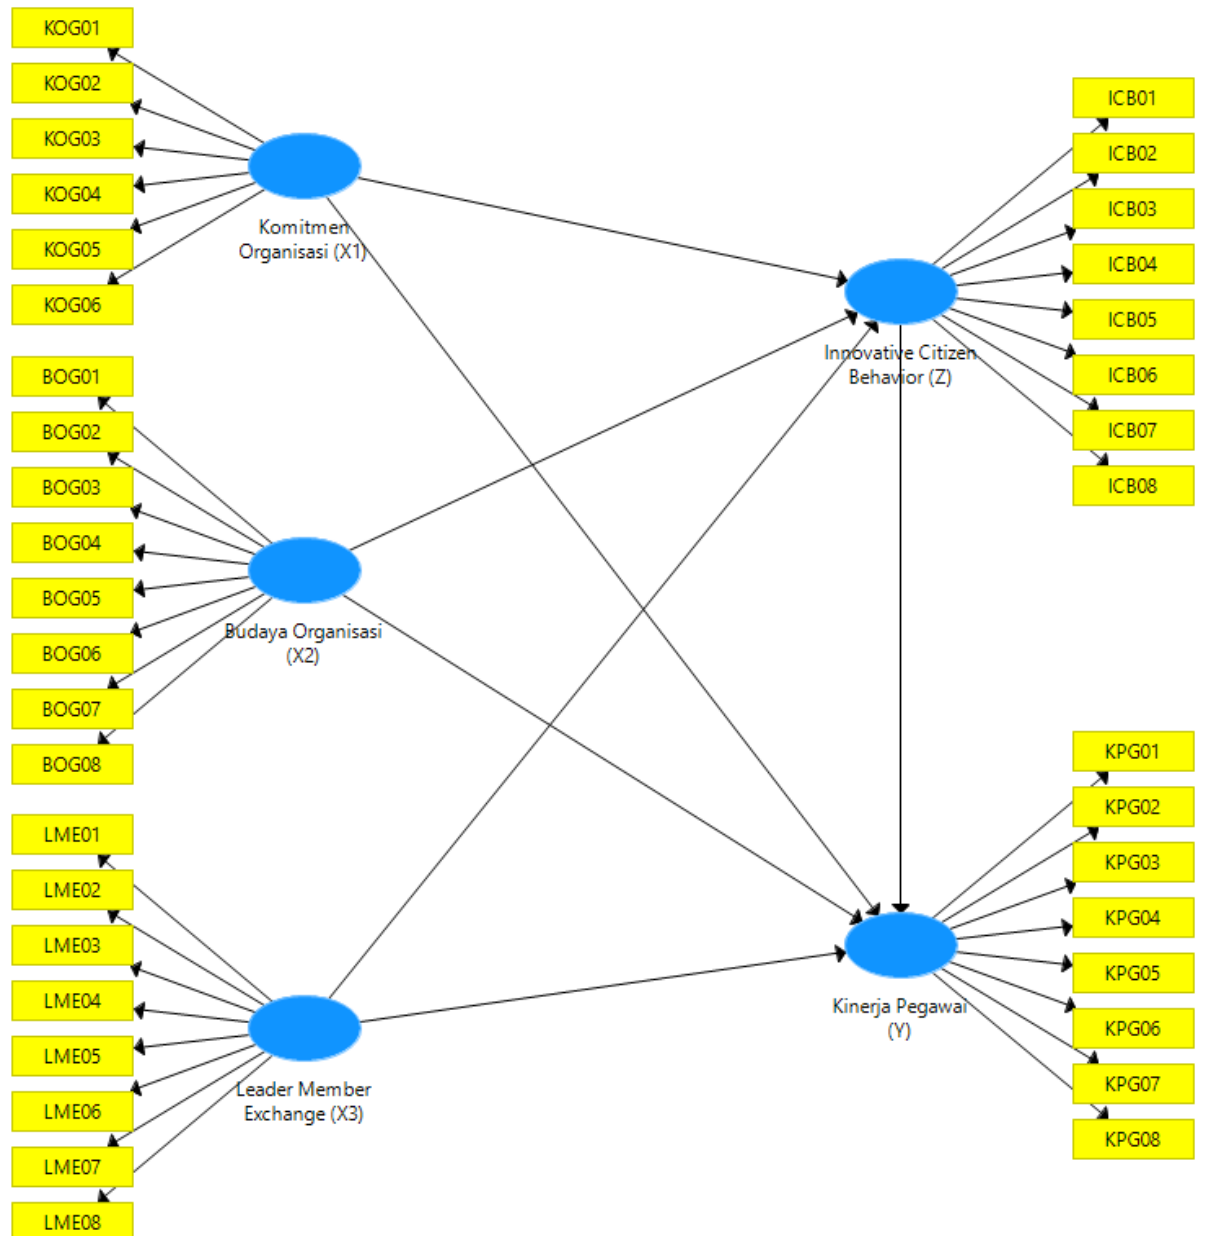 KOG01
KOG02
KOG03
KOG04
KOG05
KOG06
Komitmen
Organisasi (X1)
BOG01
BOG02
BOG03
BOG04
BOG05
BOG06
BOG07
BOG08
Budaya Organisasi
(X2)
LME01
LME02
LME03
LME04
LME05
LME06
LME07
LME08
Leader Member
Exchange (X3)
ICB01
ICB02
ICB03
ICB04
ICB05
ICB06
ICB07
ICB08
Innovative Citizen
Behavior (Z)
KPG01
KPG02
KPG03
KPG04
KPG05
KPG06
KPG07
KPG08
Kinerja Pegawai
(Y)